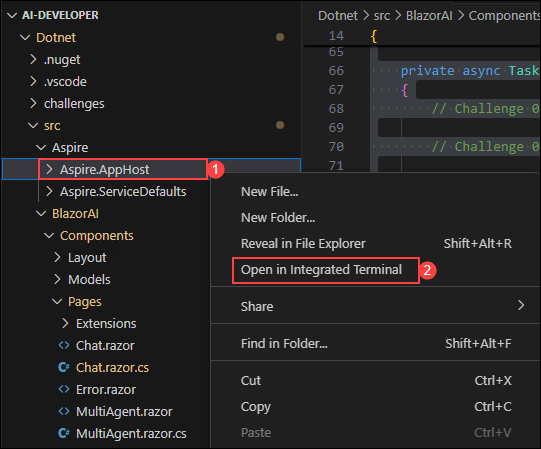 AI-DEVELOPER
Dotnet
.nuget
.vscode
challenges
src
Aspire
Aspire.AppHost 1
Aspire.ServiceDefaults
BlazorAI
Components
Layout
Models
Pages
Extensions
Chat.razor
Chat.razor.cs
Error.razor
MultiAgent.razor
MultiAgent.razor.cs
Dotnet > src > BlazorAI > Components
14 {
65
66 private async Task
67 {
68 // Challenge 0
69
70 // Challenge 0
71
New File...
New Folder...
Reveal in File Explorer Shift+Alt+R
Open in Integrated Terminal 2
Share
Find in Folder... Shift+Alt+F
Cut Ctrl+X
Copy Ctrl+C
Paste Ctrl+V